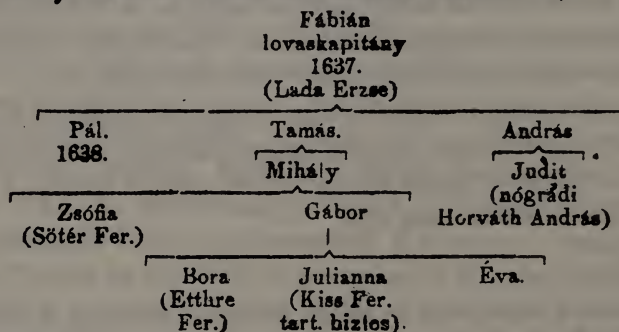 Fábián
lovaskapitány
1637.
(Lada Erzse)
Pál. Tamás. András
1638.
Mihály Judit
(nógrádi
Zsófia Gábor Horváth András)
(Sötér Fer.)
Bora Julianna Éva.
(Etthre (Kiss Fer.
Fer.) tart. biztos).